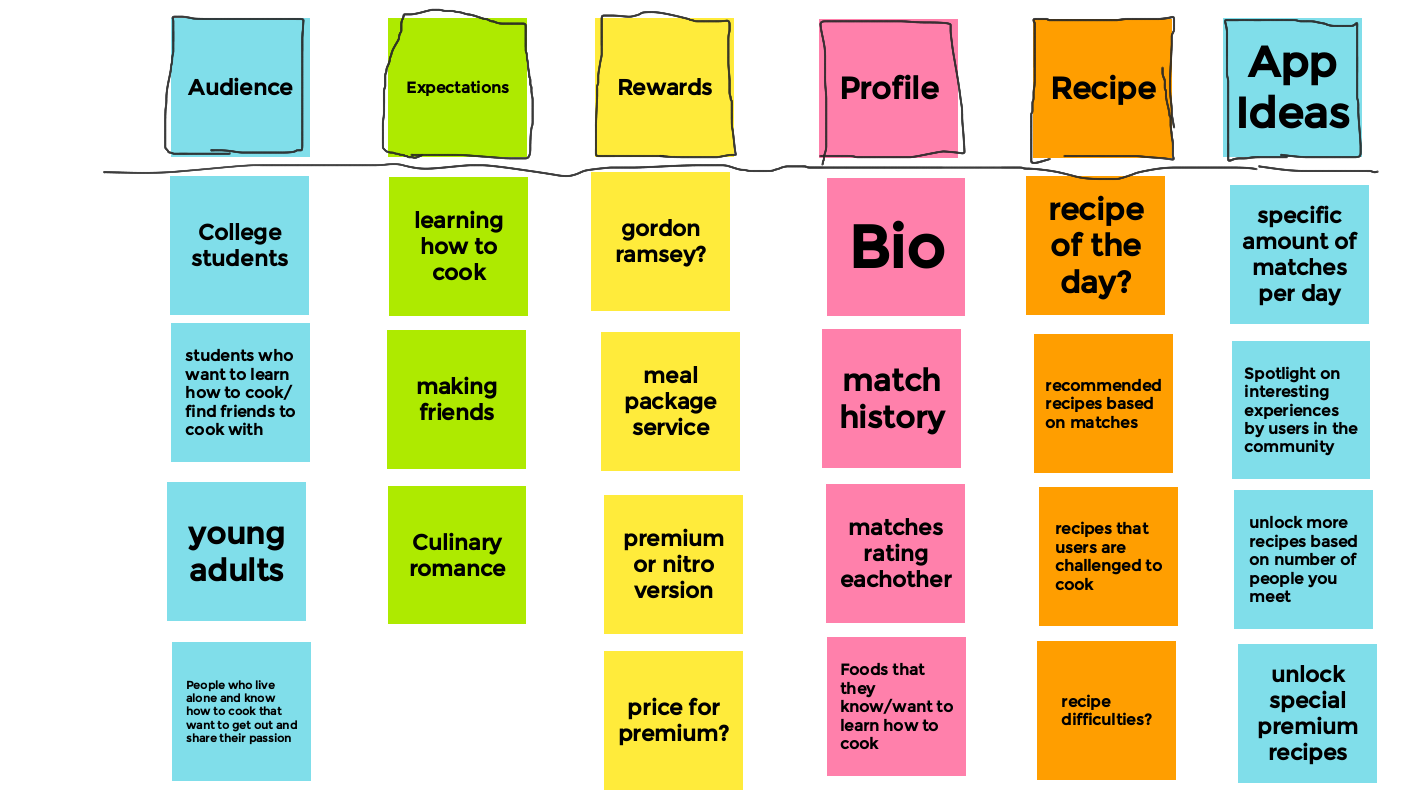 Audience
Expectations
Rewards
Profile
Recipe
App
Ideas
College
students
learning
how to
cook
gordon
ramsey?
Bio
recipe
of the
day?
specific
amount of
matches
per day
students who
want to learn
how to cook/
find friends to
cook with
making
friends
meal
package
service
match
history
recommended
recipes based
on matches
Spotlight on
interesting
experiences
by users in the
community
young
adults
Culinary
romance
premium
or nitro
version
matches
rating
eachother
recipes that
users are
challenged to
cook
unlock more
recipes based
on number of
people you
meet
People who live
alone and know
how to cook that
want to get out and
share their passion
price for
premium?
Foods that
they
know/want to
learn how to
cook
recipe
difficulties?
unlock
special
premium
recipes